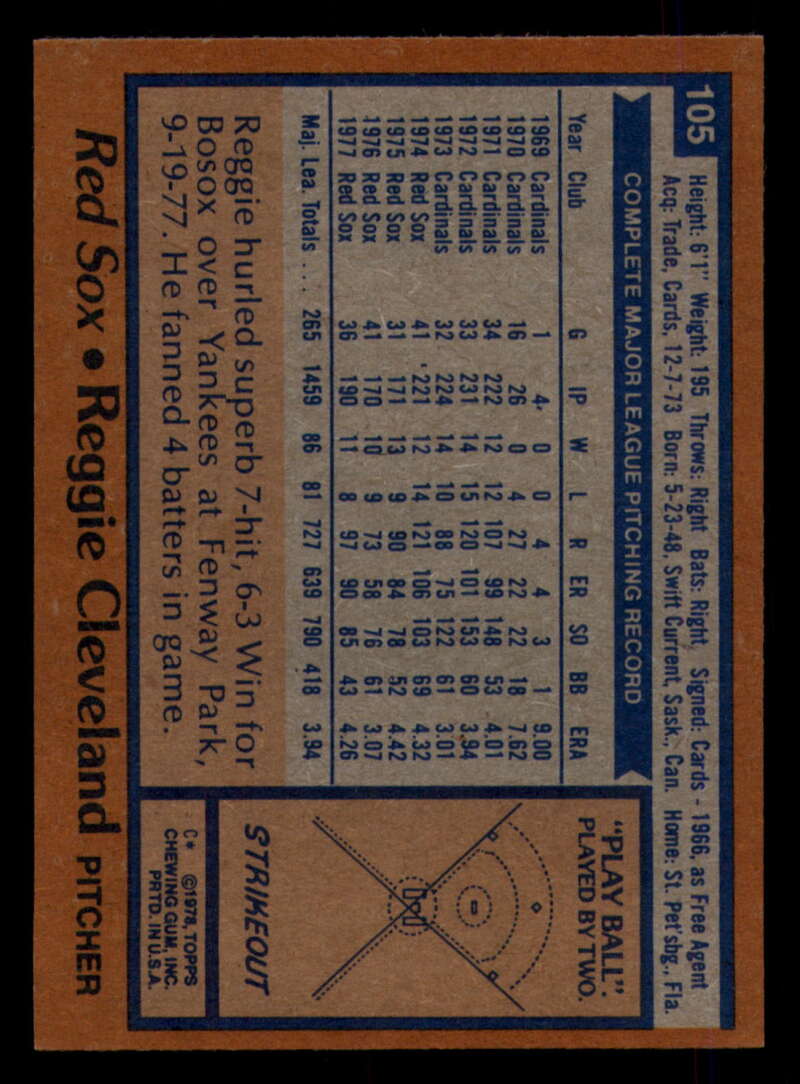 105
Height: 6'1" Weight: 195 Throws: Right Bats: Right Signed: Cards - 1966, as Free Agent
Acq: Trade, Cards, 12-7-73 Born: 5-23-48, Swift Current, Sask., Can. Home: St. Pet'sbg., Fla.
COMPLETE MAJOR LEAGUE PITCHING RECORD
Year Club G IP W L R ER SO BB ERA
1969 Cardinals 1 4 0 0 4 4 3 1 9.00
1970 Cardinals 16 26 0 4 27 22 22 18 7.62
1971 Cardinals 34 222 12 12 107 99 148 53 4.01
1972 Cardinals 33 231 14 15 120 101 153 60 3.94
1973 Cardinals 32 224 14 10 88 75 122 61 3.01
1974 Red Sox 41 221 12 14 121 106 103 69 4.32
1975 Red Sox 31 171 13 9 90 84 78 52 4.42
1976 Red Sox 41 170 10 9 73 58 76 61 3.07
1977 Red Sox 36 190 11 8 97 90 85 43 4.26
Maj. Lea. Totals .... 265 1459 86 81 727 639 790 418 3.94
Reggie hurled superb 7-hit, 6-3 Win for
Bosox over Yankees at Fenway Park,
9-19-77. He fanned 4 batters in game.
"PLAY BALL":
PLAYED BY TWO.
STRIKEOUT
C* ©1978, TOPPS
CHEWING GUM, INC.
PRTD. IN U.S.A.
Red Sox • Reggie Cleveland PITCHER